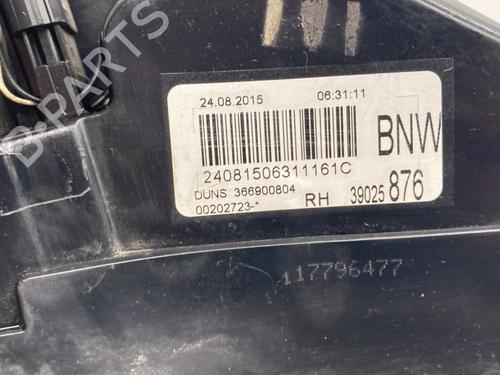 B-PARTS
24.08.2015 06:31:11
BNW
24081506311161C
DUNS 366900804
00202723-*
RH 39025 876
117796477